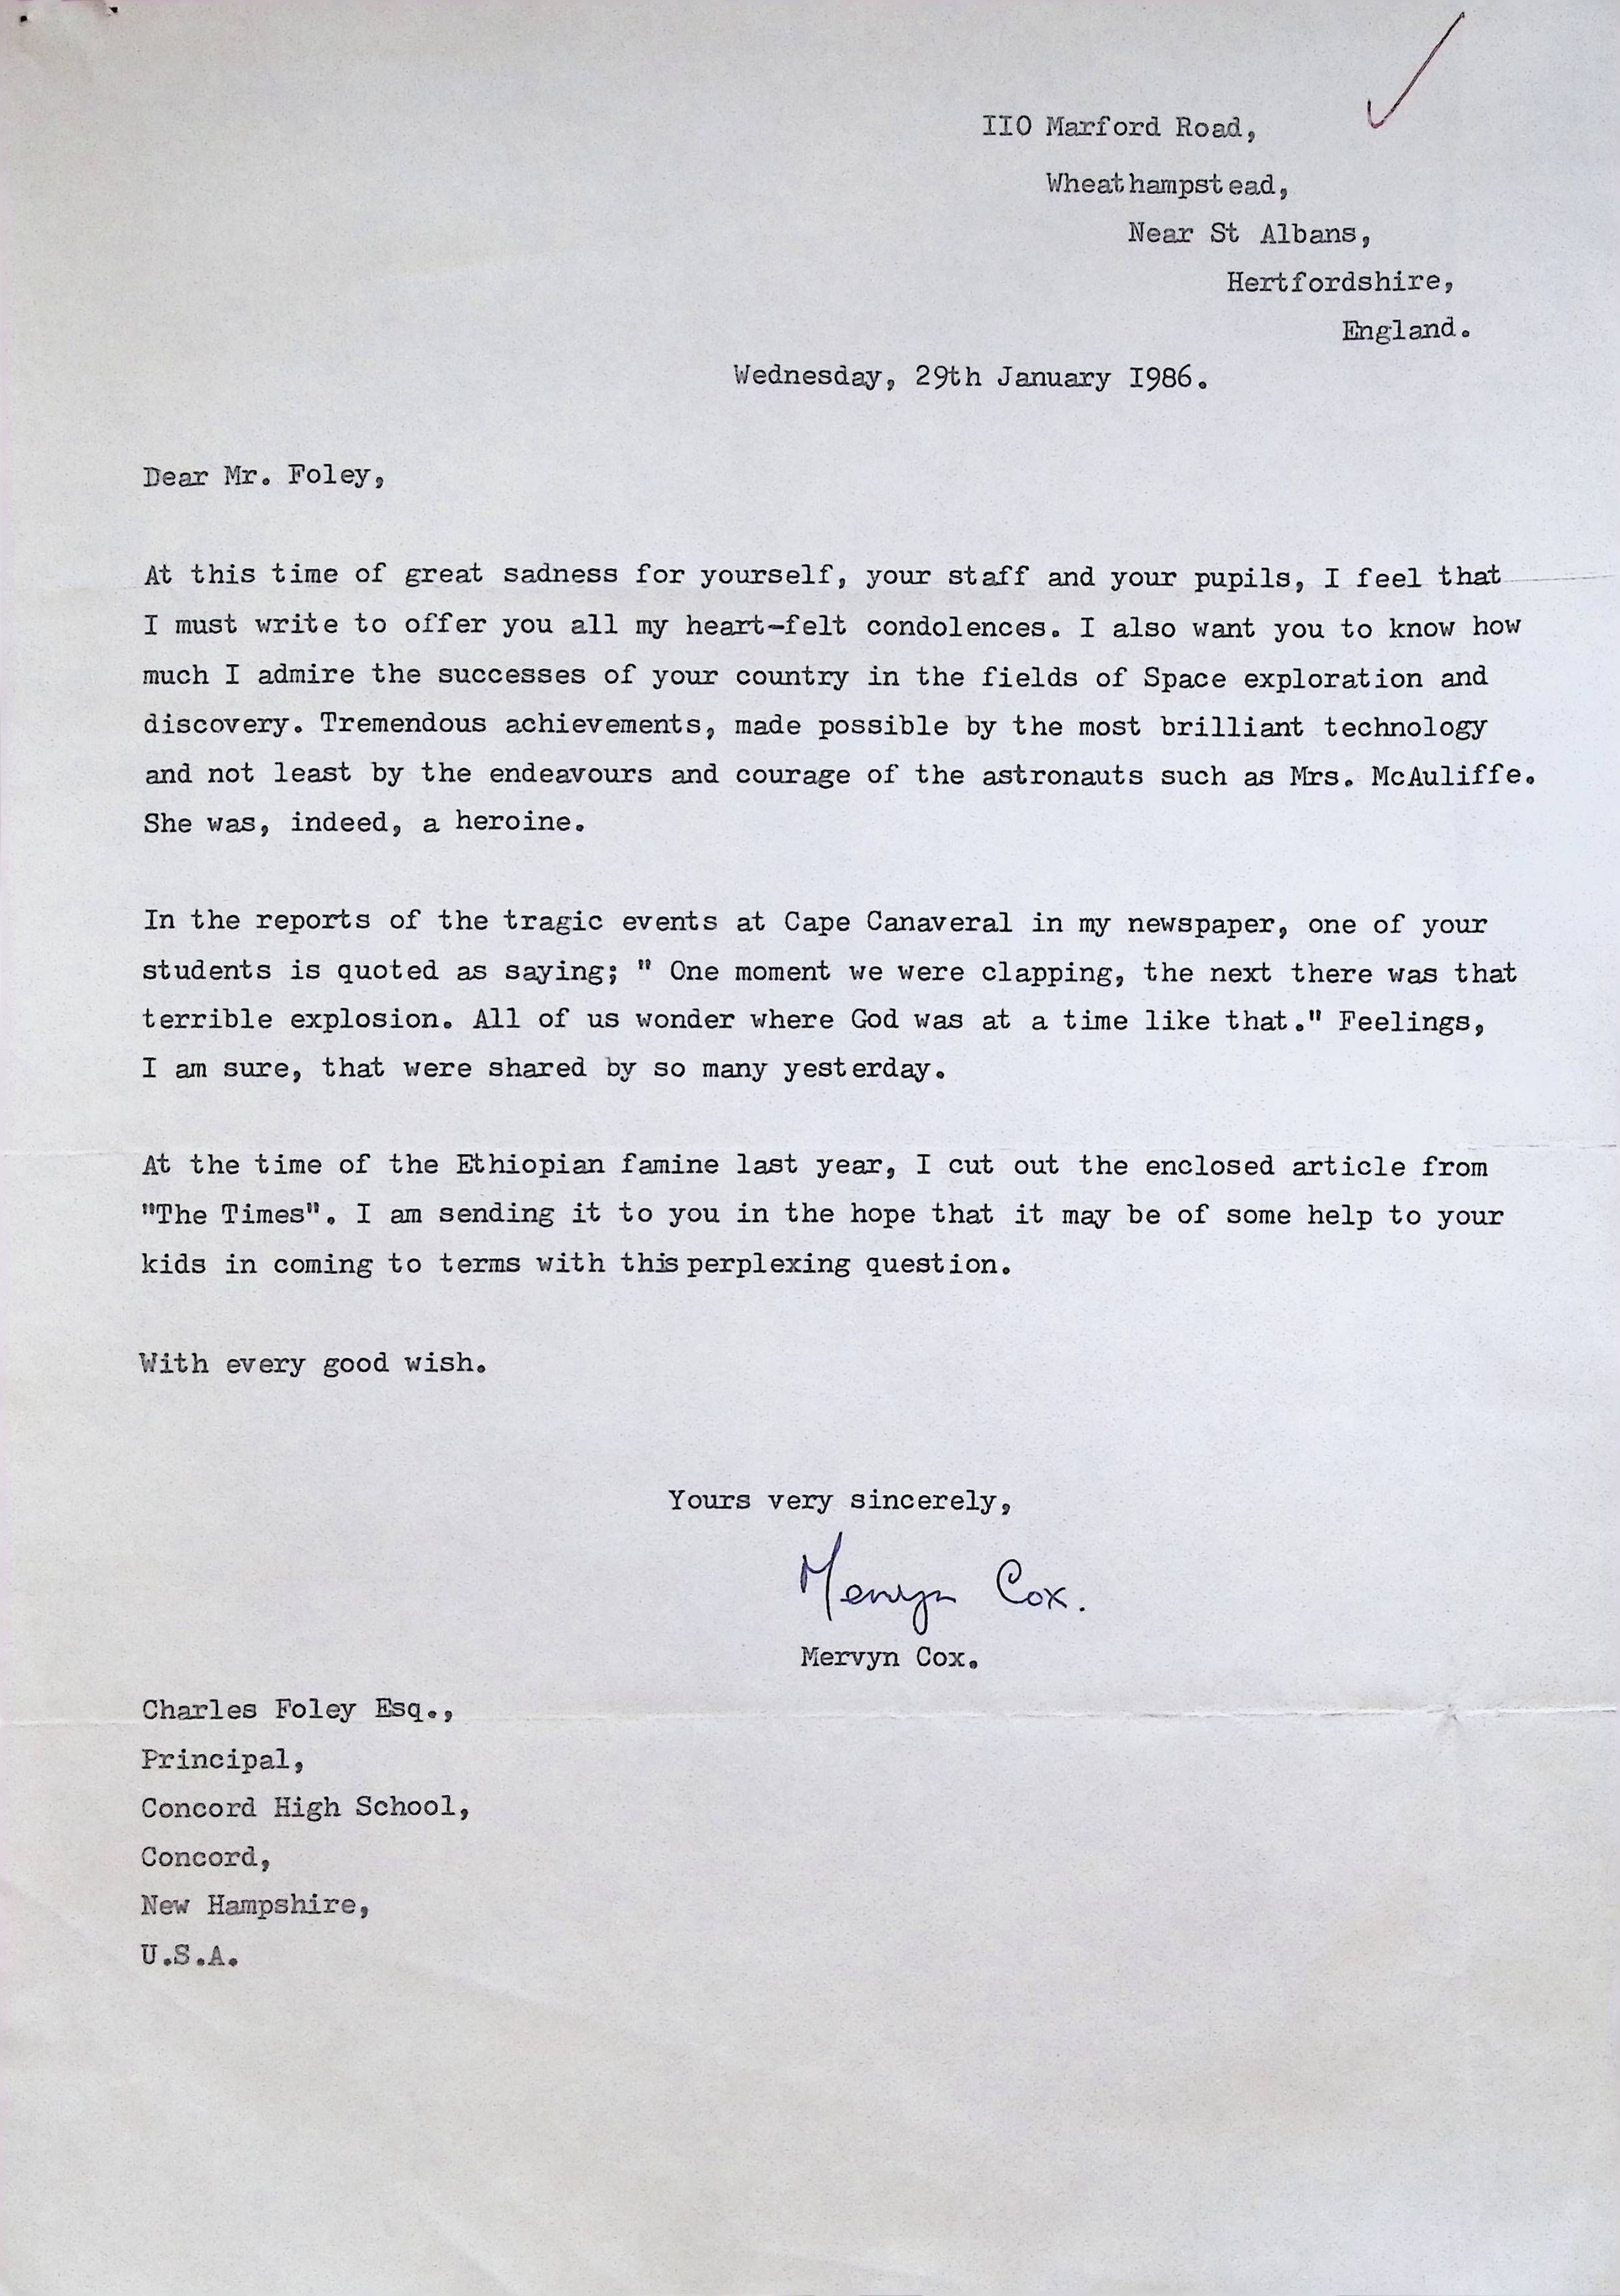 IIO Marford Road,
Wheathampstead,
Near St Albans,
Hertfordshire,
England.
Wednesday, 29th January I986.
Dear Mr. Foley,
At this time of great sadness for yourself, your staff and your pupils, I feel that
I must write to offer you all my heart-felt condolences. I also want you to know how
much I admire the successes of your country in the fields of Space exploration and
discovery. Tremendous achievements, made possible by the most brilliant technology
and not least by the endeavours and courage of the astronauts such as Mrs. McAuliffe.
She was, indeed, a heroine.
In the reports of the tragic events at Cape Canaveral in my newspaper, one of your
students is quoted as saying; " One moment we were clapping, the next there was that
terrible explosion. All of us wonder where God was at a time like that." Feelings,
I am sure, that were shared by so many yesterday.
At the time of the Ethiopian famine last year, I cut out the enclosed article from
"The Times". I am sending it to you in the hope that it may be of some help to your
kids in coming to terms with this perplexing question.
With every good wish.
Yours very sincerely,
Mervyn Cox.
Mervyn Cox.
Charles Foley Esq.,
Principal,
Concord High School,
Concord,
New Hampshire,
U.S.A.